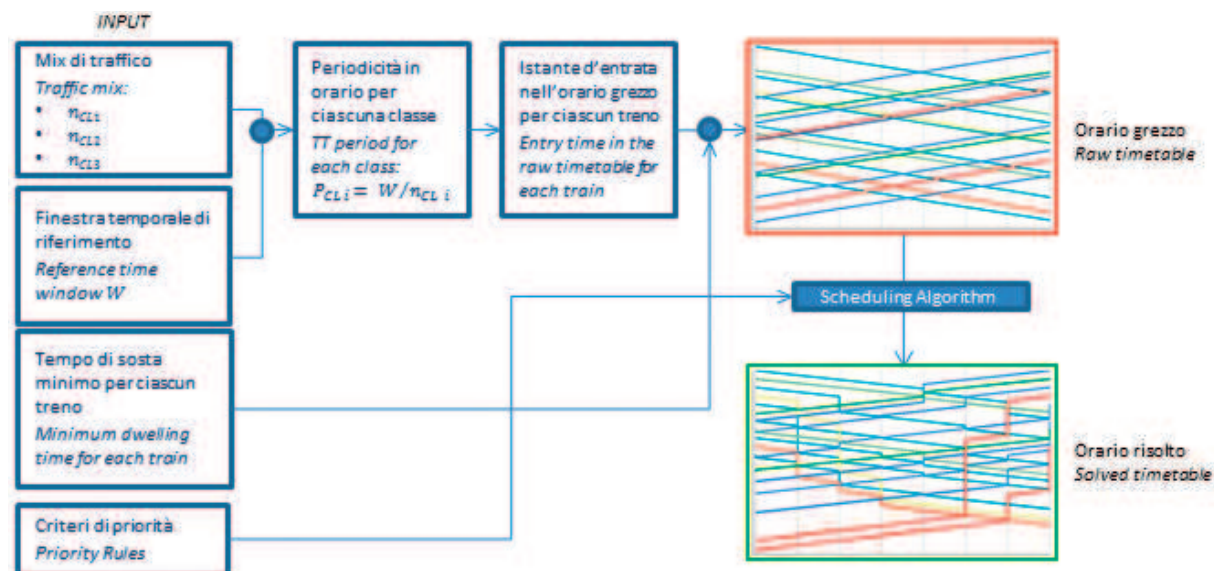 INPUT
Mix di traffico
Traffic mix:
• n_CL1
• n_CL2
• n_CL3
Finestra temporale di
riferimento
Reference time
window W
Tempo di sosta
minimo per ciascun
treno
Minimum dwelling
time for each train
Criteri di priorità
Priority Rules
Periodicità in
orario per
ciascuna classe
TT period for
each class:
P_CL i = W/n_CL i
Istante d'entrata
nell'orario grezzo
per ciascun treno
Entry time in the
raw timetable for
each train
Orario grezzo
Raw timetable
Scheduling Algorithm
Orario risolto
Solved timetable